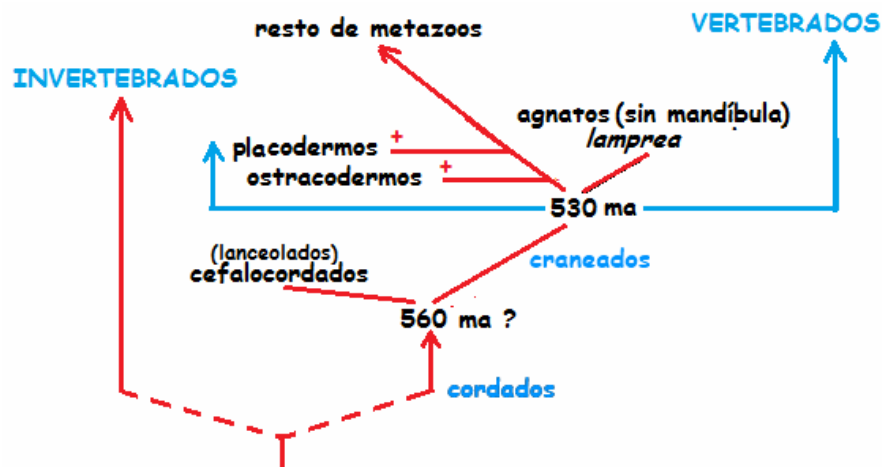 VERTEBRADOS
resto de metazoos
INVERTEBRADOS
agnatos (sin mandíbula)
lamprea
+
placodermos
+
ostracodermos
530 ma
(lanceolados)
cefalocordados
craneados
560 ma ?
cordados